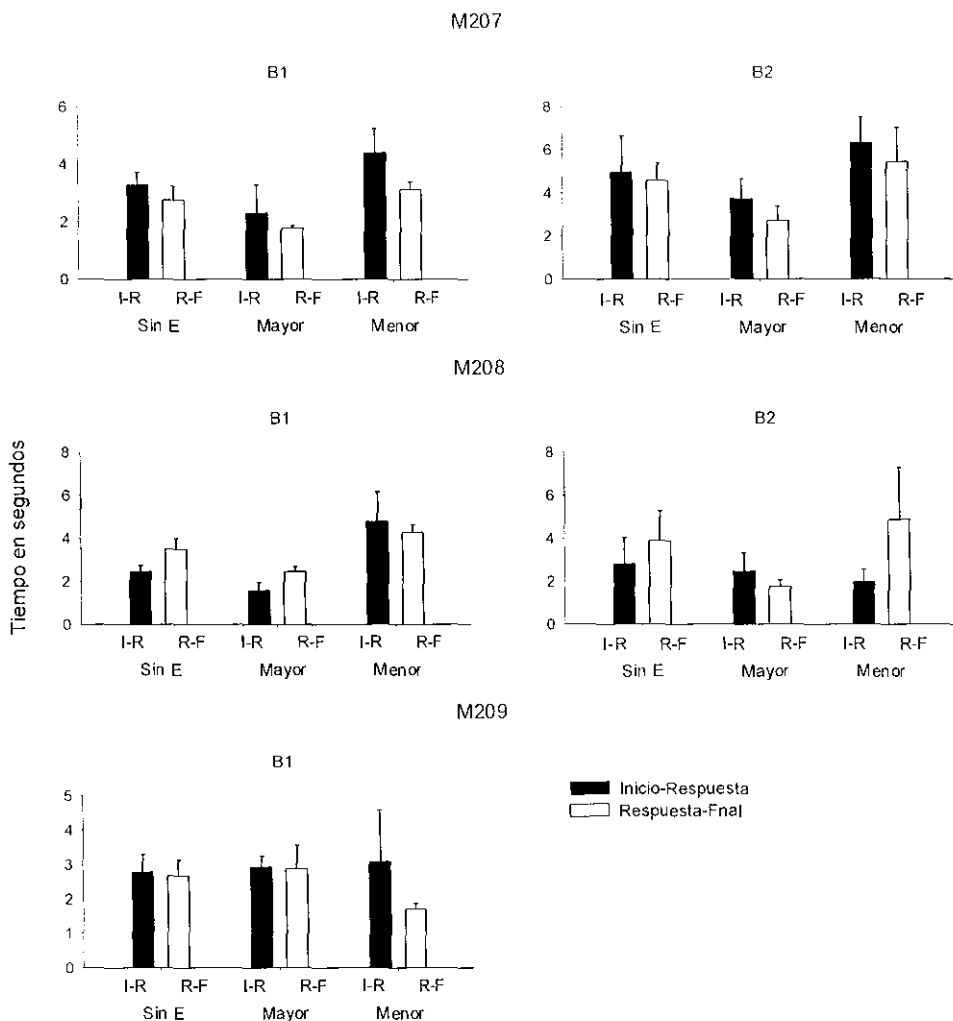 M207
B1
B2
6
4
2
0
8
6
4
2
0
I-R R-F I-R R-F I-R R-F
Sin E Mayor Menor
I-R R-F I-R R-F I-R R-F
Sin E Mayor Menor
M208
B1
B2
Tiempo en segundos
8
6
4
2
0
8
6
4
2
0
I-R R-F I-R R-F I-R R-F
Sin E Mayor Menor
I-R R-F I-R R-F I-R R-F
Sin E Mayor Menor
M209
B1
5
4
3
2
1
0
I-R R-F I-R R-F I-R R-F
Sin E Mayor Menor
Inicio-Respuesta
Respuesta-Fnal